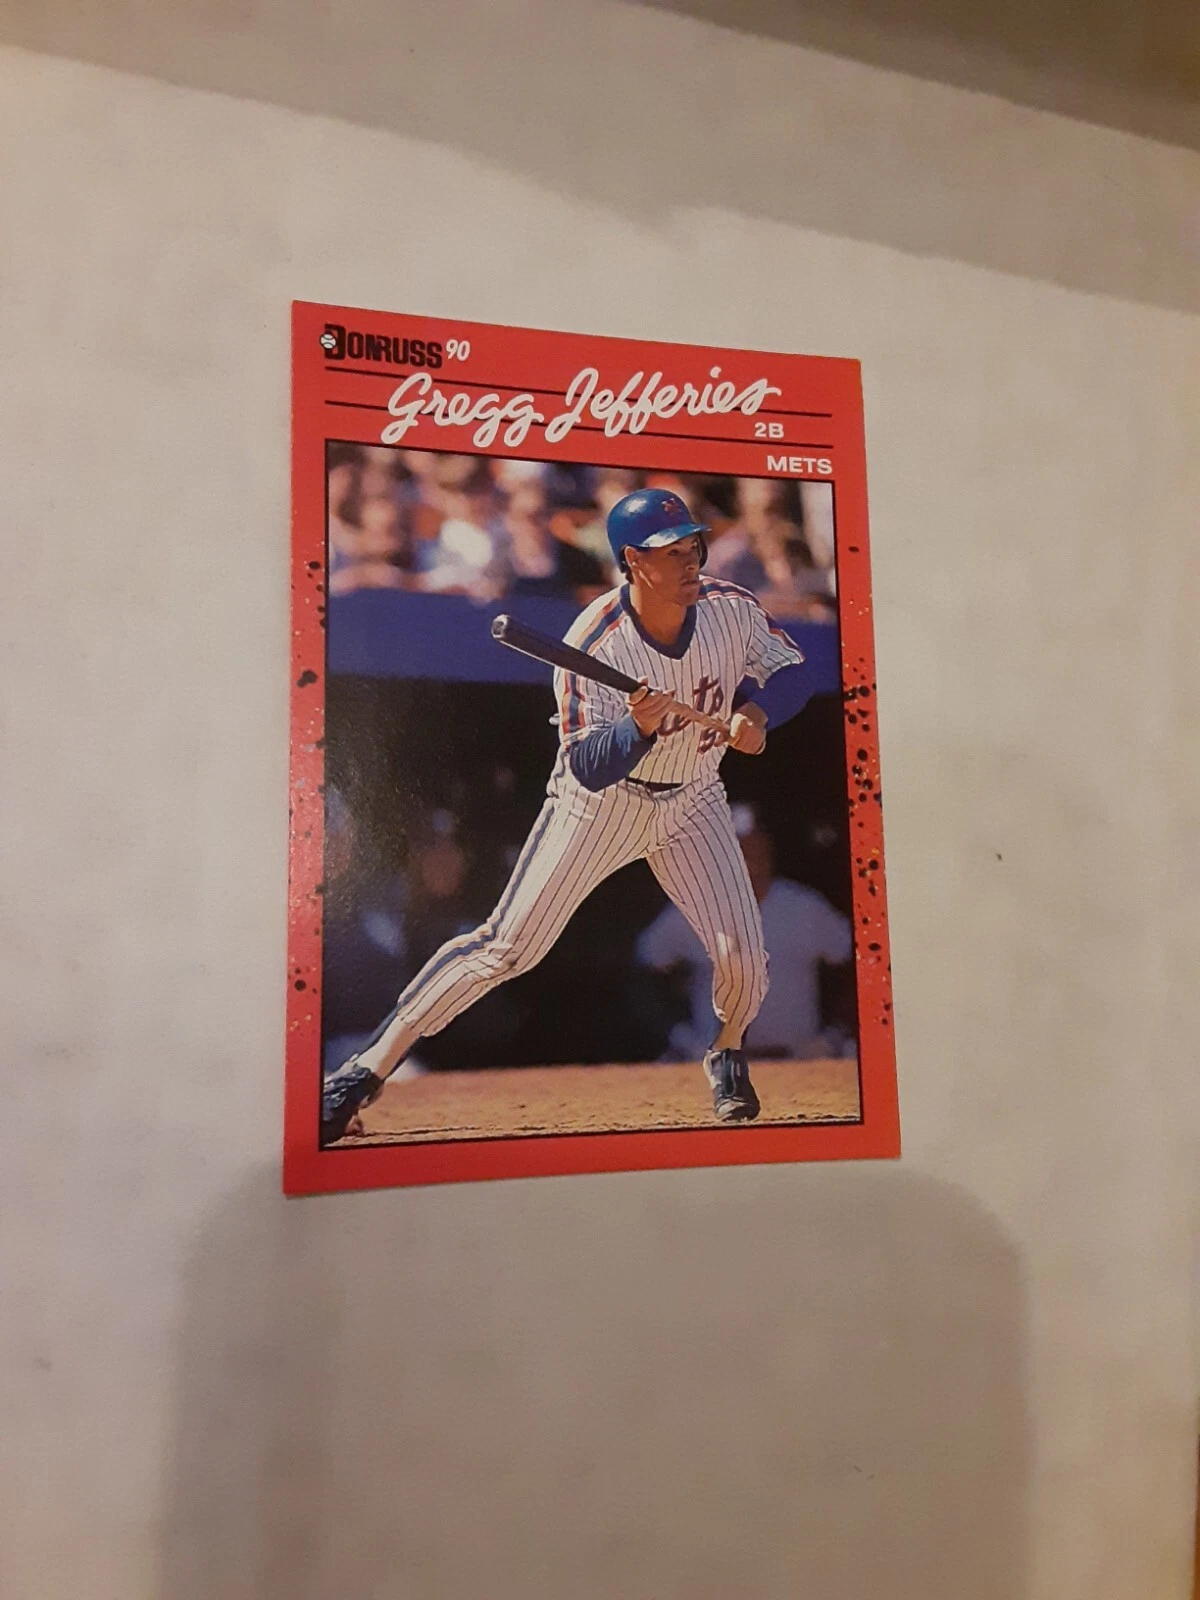 DONRUSS 90
Gregg Jefferies
2B
METS